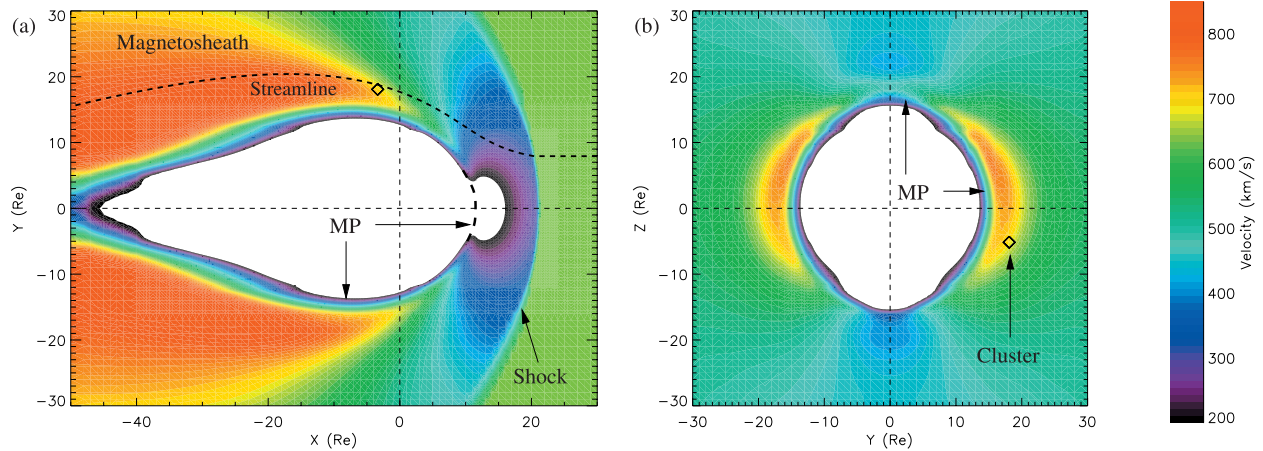 (a)
Magnetosheath
Streamline
MP
Shock
30
20
10
0
−10
−20
−30
Y (Re)
−40
−20
0
20
X (Re)
(b)
MP
Cluster
30
20
10
0
−10
−20
−30
Z (Re)
−30
−20
−10
0
10
20
30
Y (Re)
800
700
600
500
400
300
200
Velocity (km/s)